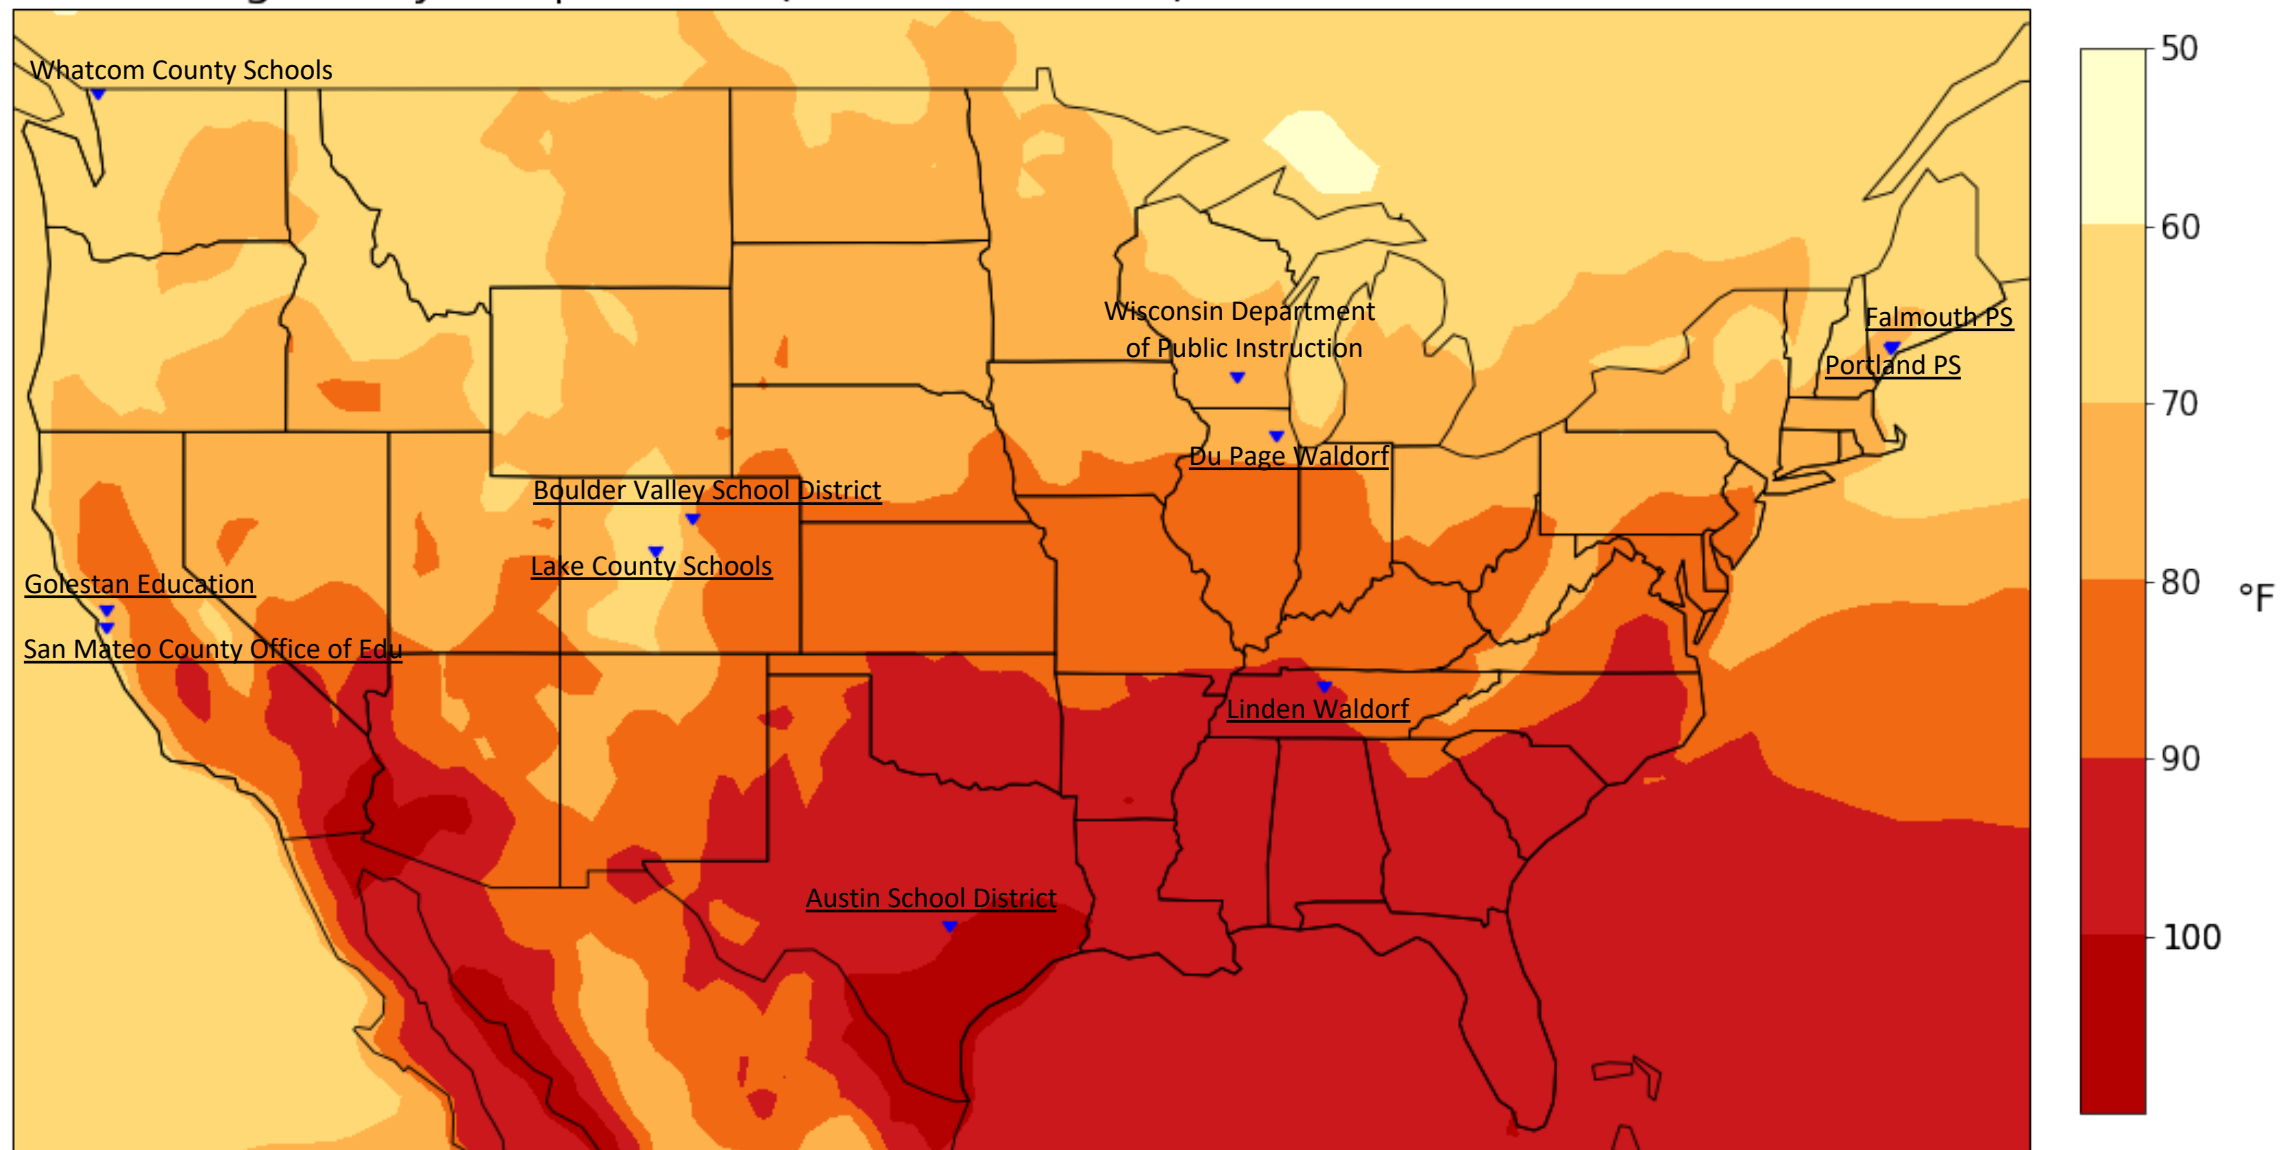 Whatcom County Schools
50
60
Wisconsin Department
of Public Instruction
Falmouth PS
Portland PS
70
Du Page Waldorf
Boulder Valley School District
Lake County Schools
Golestan Education
80
°F
San Mateo County Office of Edu
Linden Waldorf
90
Austin School District
100